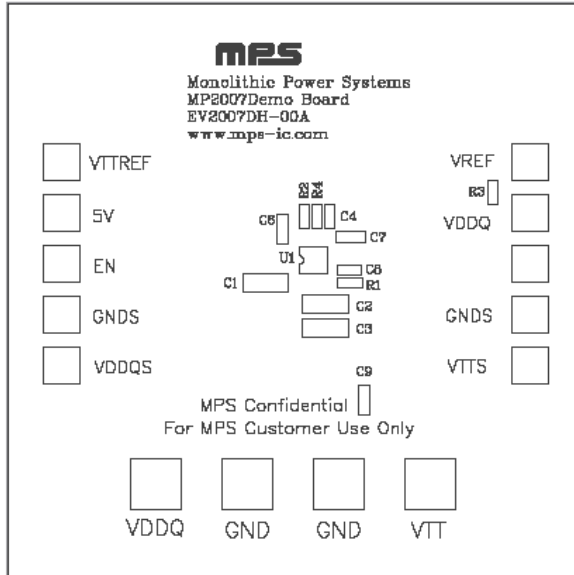 mps
Monolithic Power Systems
MP2007Demo Board
EV2007DH-00A
www.mps-ic.com
VTTREF
VREF
R3
5V
VDDQ
R2
R4
C4
C6
C7
EN
U1
C8
C1
R1
GNDS
C2
GNDS
C3
VDDQS
VTTS
C9
MPS Confidential
For MPS Customer Use Only
VDDQ GND GND VTT